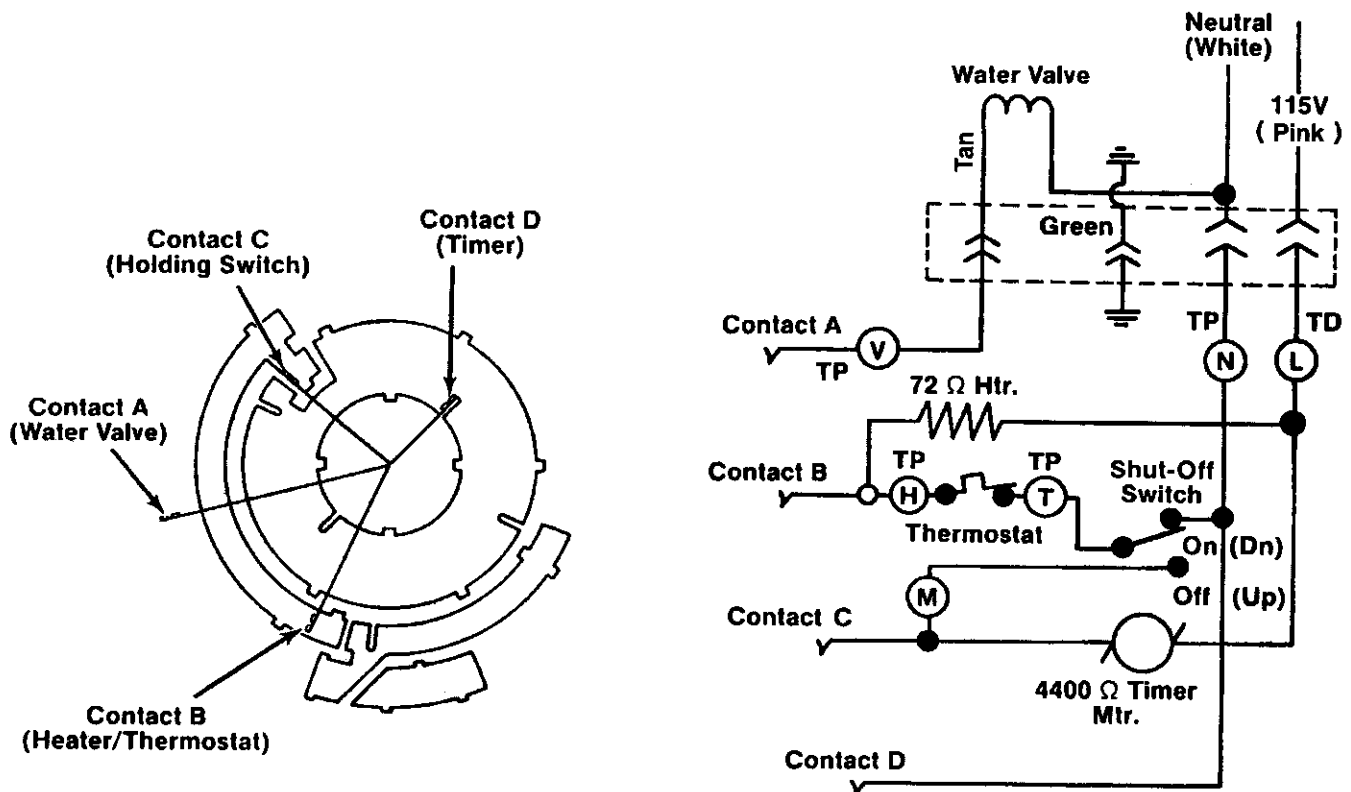 Contact D
(Timer)
Contact C
(Holding Switch)
Contact A
(Water Valve)
Contact B
(Heater/Thermostat)
Neutral
(White)
Water Valve
115V
( Pink )
Tan
Green
Contact A
TP
V
TP
TD
N
L
72 Ω Htr.
Contact B
TP
TP
H
T
Shut-Off
Switch
Thermostat
On (Dn)
M
Off (Up)
Contact C
4400 Ω Timer
Mtr.
Contact D